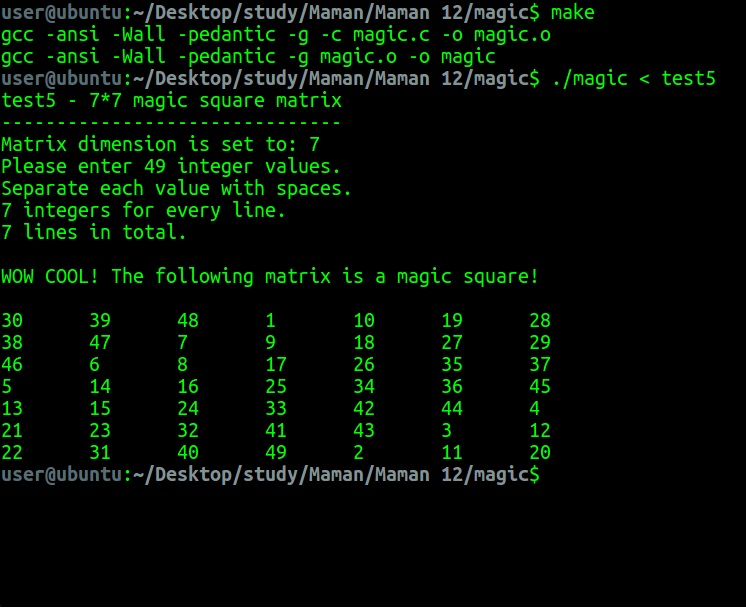 user@ubuntu:~/Desktop/study/Maman/Maman 12/magic$ make
gcc -ansi -Wall -pedantic -g -c magic.c -o magic.o
gcc -ansi -Wall -pedantic -g magic.o -o magic
user@ubuntu:~/Desktop/study/Maman/Maman 12/magic$ ./magic < test5
test5 - 7*7 magic square matrix
-------------------------------
Matrix dimension is set to: 7
Please enter 49 integer values.
Separate each value with spaces.
7 integers for every line.
7 lines in total.

WOW COOL! The following matrix is a magic square!

30 39 48 1 10 19 28
38 47 7 9 18 27 29
46 6 8 17 26 35 37
5 14 16 25 34 36 45
13 15 24 33 42 44 4
21 23 32 41 43 3 12
22 31 40 49 2 11 20
user@ubuntu:~/Desktop/study/Maman/Maman 12/magic$